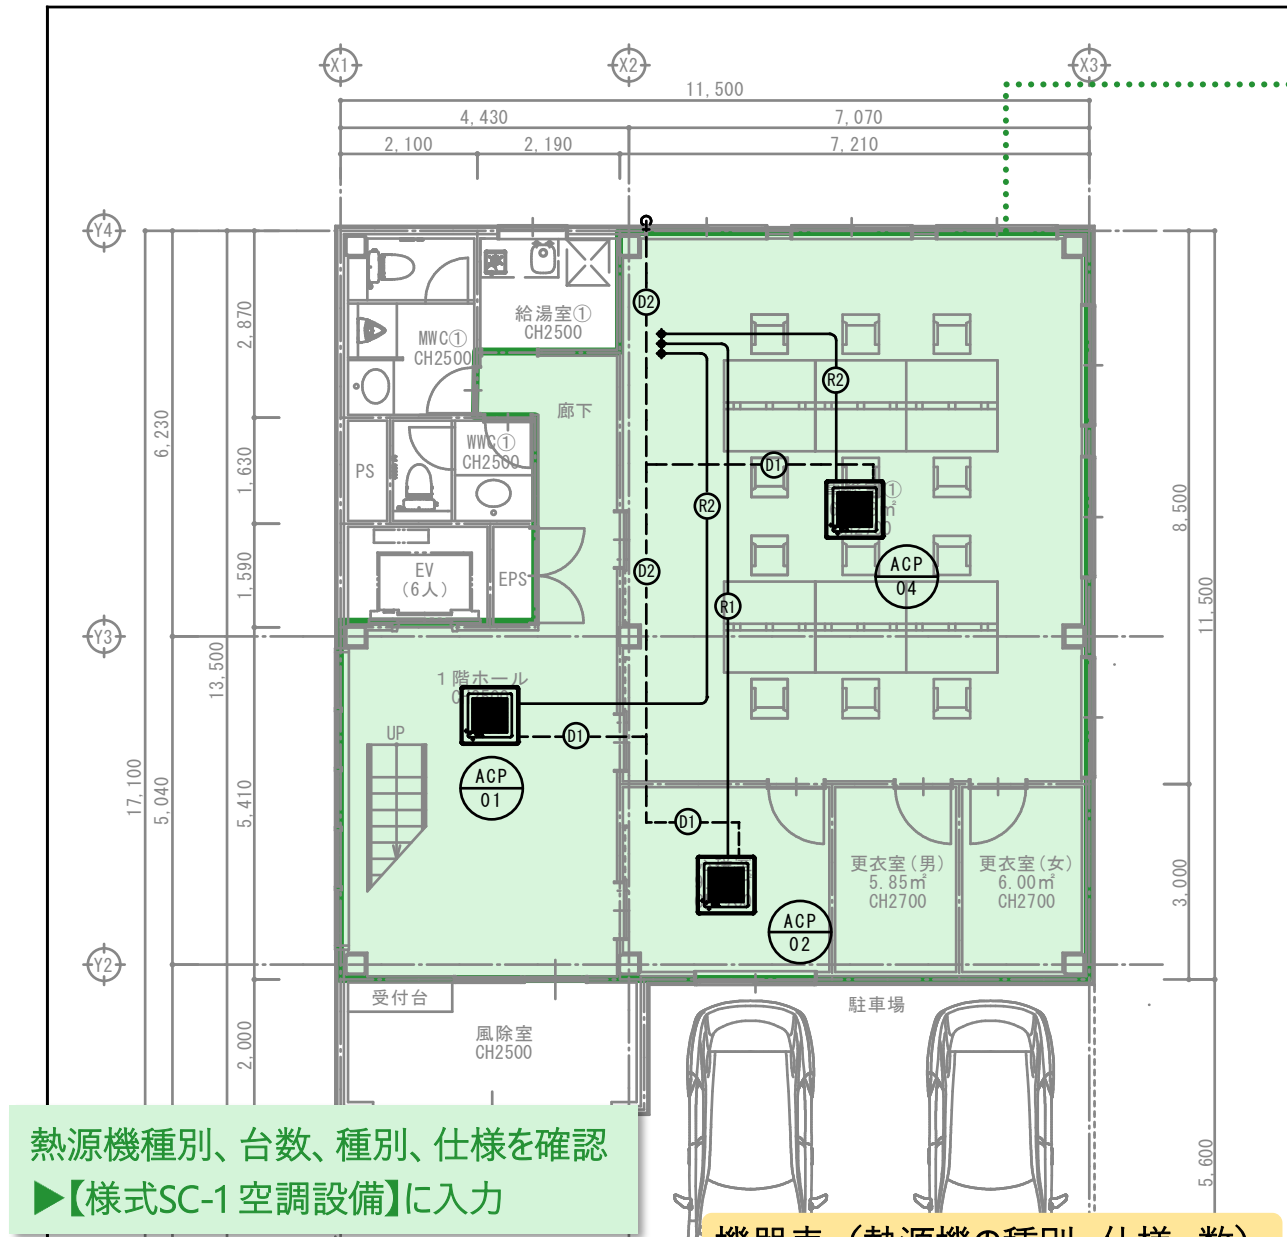 X1
X2
X3
11,500
4,430
7,070
2,100
2,190
7,210
Y4
D2
給湯室①
CH2500
MWC①
CH2500
2,870
R2
廊下
6,230
WWC①
CH2500
PS
1,630
D1
①
R2
8,500
EV
(6人)
EPS
D2
ACP
04
1,590
R1
11,500
Y3
13,500
1階ホール
UP
D1
ACP
01
17,100
5,040
5,410
D1
更衣室(男)
5.85㎡
CH2700
更衣室(女)
6.00㎡
CH2700
3,000
ACP
02
Y2
受付台
駐車場
風除室
CH2500
2,000
5,600
熱源機種別、台数、種別、仕様を確認
▶【様式SC-1 空調設備】に入力